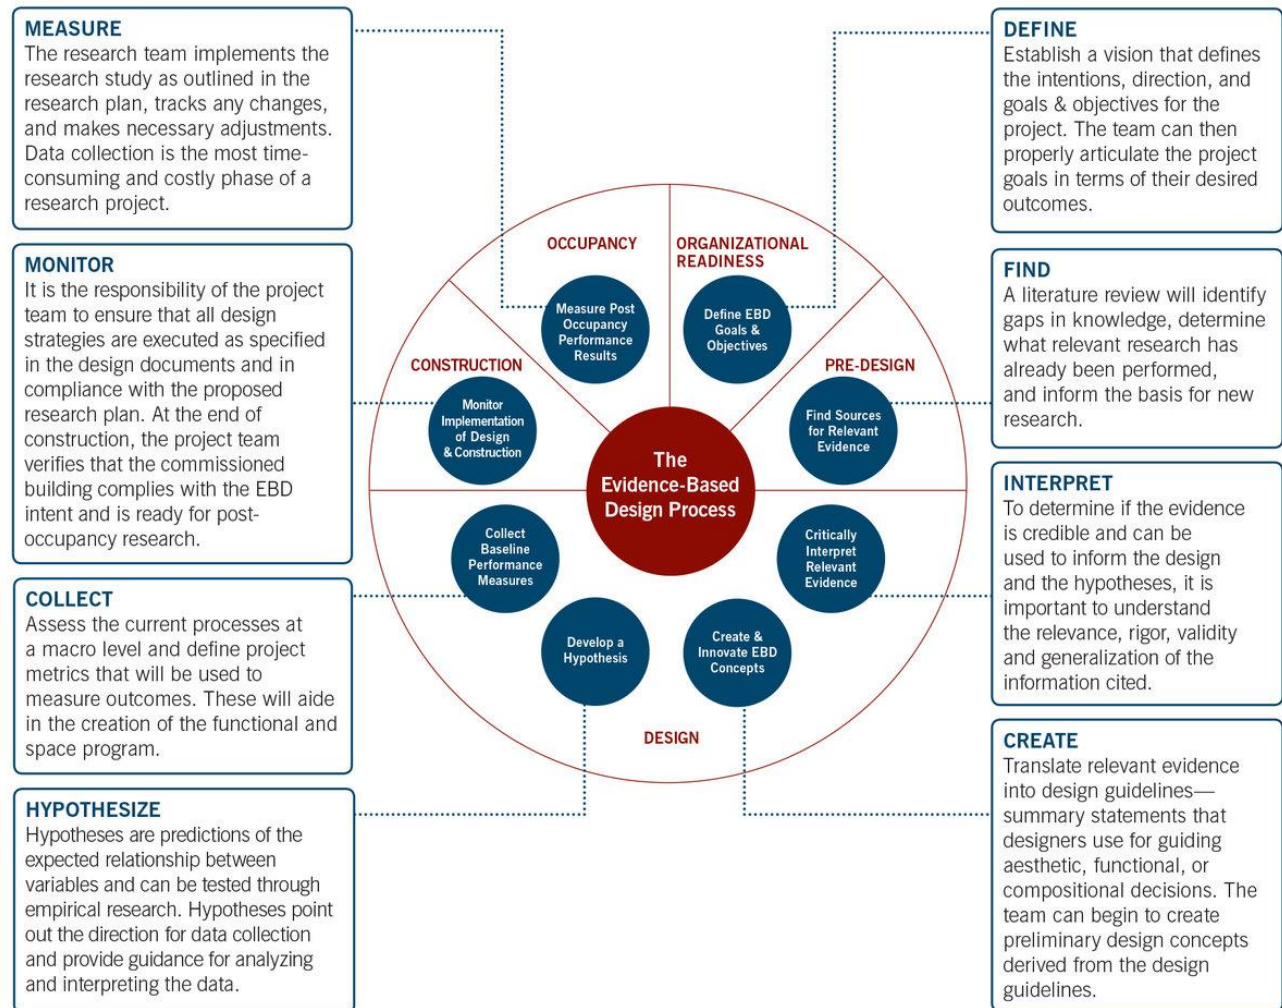 MEASURE
The research team implements the
research study as outlined in the
research plan, tracks any changes,
and makes necessary adjustments.
Data collection is the most time-
consuming and costly phase of a
research project.
MONITOR
It is the responsibility of the project
team to ensure that all design
strategies are executed as specified
in the design documents and in
compliance with the proposed
research plan. At the end of
construction, the project team
verifies that the commissioned
building complies with the EBD
intent and is ready for post-
occupancy research.
COLLECT
Assess the current processes at
a macro level and define project
metrics that will be used to
measure outcomes. These will aide
in the creation of the functional and
space program.
HYPOTHESIZE
Hypotheses are predictions of the
expected relationship between
variables and can be tested through
empirical research. Hypotheses point
out the direction for data collection
and provide guidance for analyzing
and interpreting the data.
OCCUPANCY
Measure Post
Occupancy
Performance
Results
ORGANIZATIONAL
READINESS
Define EBD
Goals &
Objectives
CONSTRUCTION
Monitor
Implementation
of Design
& Construction
PRE-DESIGN
Find Sources
for Relevant
Evidence
The
Evidence-Based
Design Process
Collect
Baseline
Performance
Measures
Critically
Interpret
Relevant
Evidence
Develop a
Hypothesis
Create &
Innovate EBD
Concepts
DESIGN
DEFINE
Establish a vision that defines
the intentions, direction, and
goals & objectives for the
project. The team can then
properly articulate the project
goals in terms of their desired
outcomes.
FIND
A literature review will identify
gaps in knowledge, determine
what relevant research has
already been performed,
and inform the basis for new
research.
INTERPRET
To determine if the evidence
is credible and can be
used to inform the design
and the hypotheses, it is
important to understand
the relevance, rigor, validity
and generalization of the
information cited.
CREATE
Translate relevant evidence
into design guidelines—
summary statements that
designers use for guiding
aesthetic, functional, or
compositional decisions. The
team can begin to create
preliminary design concepts
derived from the design
guidelines.